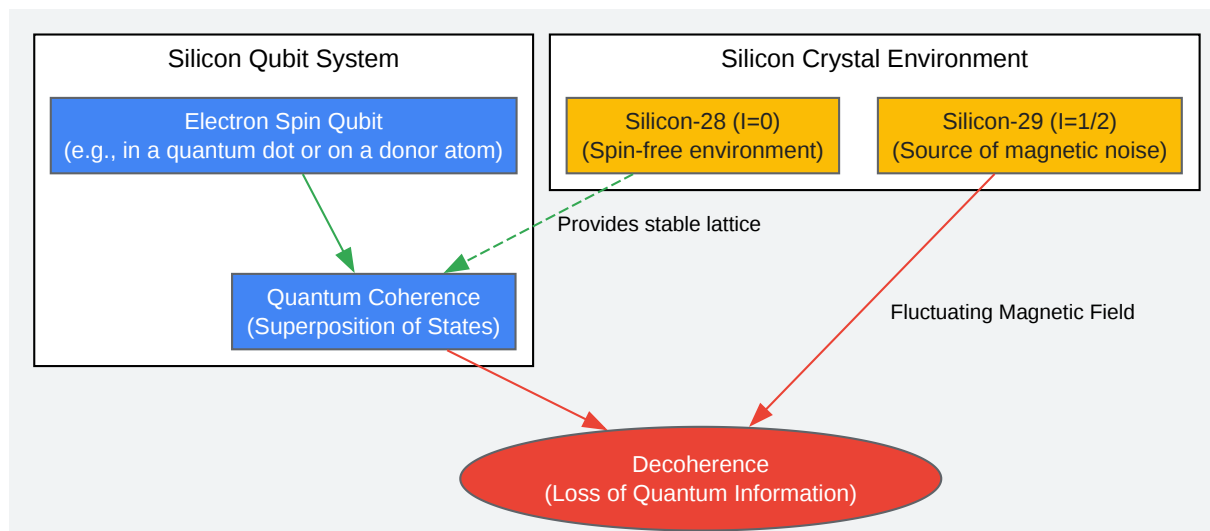 Silicon Qubit System
Electron Spin Qubit
(e.g., in a quantum dot or on a donor atom)
Quantum Coherence
(Superposition of States)
Silicon Crystal Environment
Silicon-28 (I=0)
(Spin-free environment)
Silicon-29 (I=1/2)
(Source of magnetic noise)
Provides stable lattice
Fluctuating Magnetic Field
Decoherence
(Loss of Quantum Information)